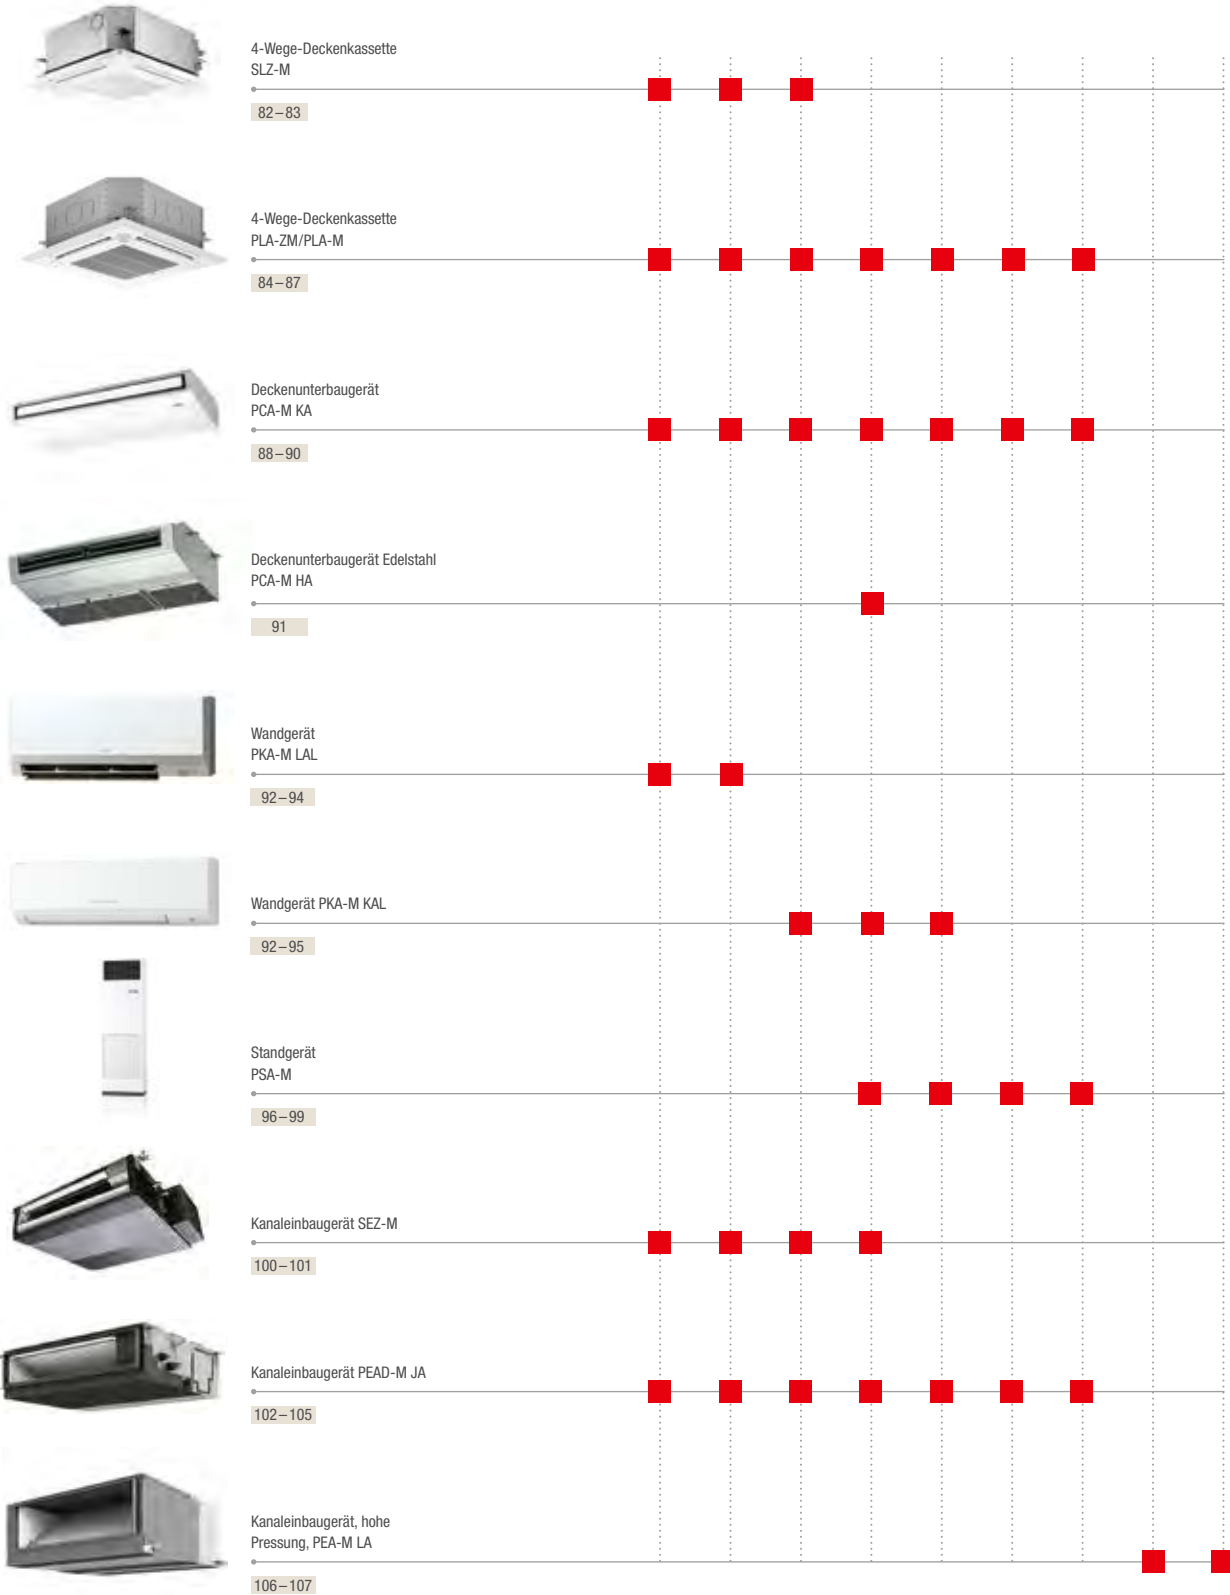 4-Wege-Deckenkassette
SLZ-M
82–83
4-Wege-Deckenkassette
PLA-ZM/PLA-M
84–87
Deckenunterbaugerät
PCA-M KA
88–90
Deckenunterbaugerät Edelstahl
PCA-M HA
91
Wandgerät
PKA-M LAL
92–94
Wandgerät PKA-M KAL
92–95
Standgerät
PSA-M
96–99
Kanaleinbaugerät SEZ-M
100–101
Kanaleinbaugerät PEAD-M JA
102–105
Kanaleinbaugerät, hohe
Pressung, PEA-M LA
106–107